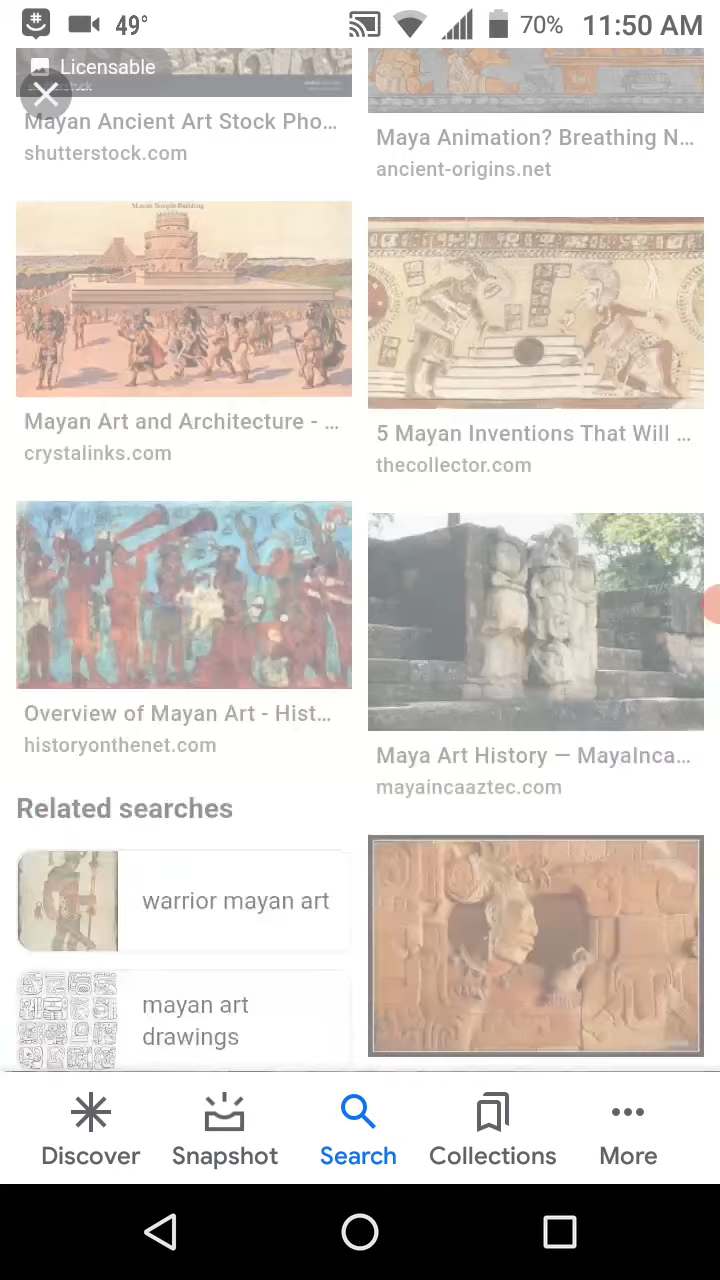 49°
70%
11:50 AM
Licensable
Mayan Ancient Art Stock Pho...
shutterstock.com
Maya Animation? Breathing N...
ancient-origins.net
Mayan Temple Building
Mayan Art and Architecture - ...
crystalinks.com
5 Mayan Inventions That Will ...
thecollector.com
Overview of Mayan Art - Hist...
historyonthenet.com
Maya Art History — MayaInca...
mayaincaaztec.com
Related searches
warrior mayan art
mayan art
drawings
Discover
Snapshot
Search
Collections
More